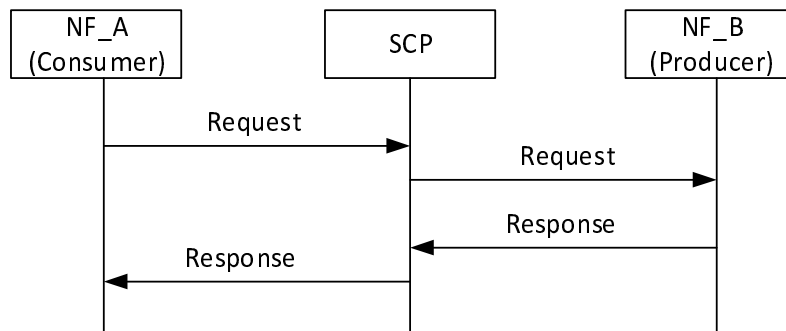 NF_A
(Consumer)
SCP
NF_B
(Producer)
Request
Request
Response
Response